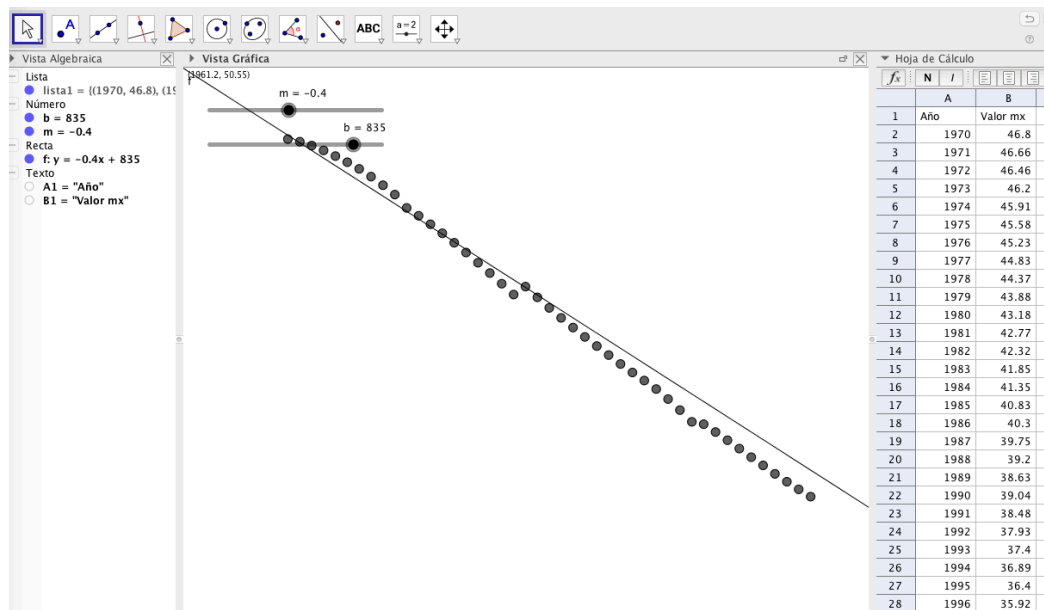 ABC
a=2
Vista Algebraica
Lista
lista1 = {(1970, 46.8), (19
Número
b = 835
m = −0.4
Recta
f: y = −0.4x + 835
Texto
A1 = "Año"
B1 = "Valor mx"
Vista Gráfica
(1961.2, 50.55)
f
m = −0.4
b = 835
Hoja de Cálculo
fx N I
A B
1 Año Valor mx
2 1970 46.8
3 1971 46.66
4 1972 46.46
5 1973 46.2
6 1974 45.91
7 1975 45.58
8 1976 45.23
9 1977 44.83
10 1978 44.37
11 1979 43.88
12 1980 43.18
13 1981 42.77
14 1982 42.32
15 1983 41.85
16 1984 41.35
17 1985 40.83
18 1986 40.3
19 1987 39.75
20 1988 39.2
21 1989 38.63
22 1990 39.04
23 1991 38.48
24 1992 37.93
25 1993 37.4
26 1994 36.89
27 1995 36.4
28 1996 35.92